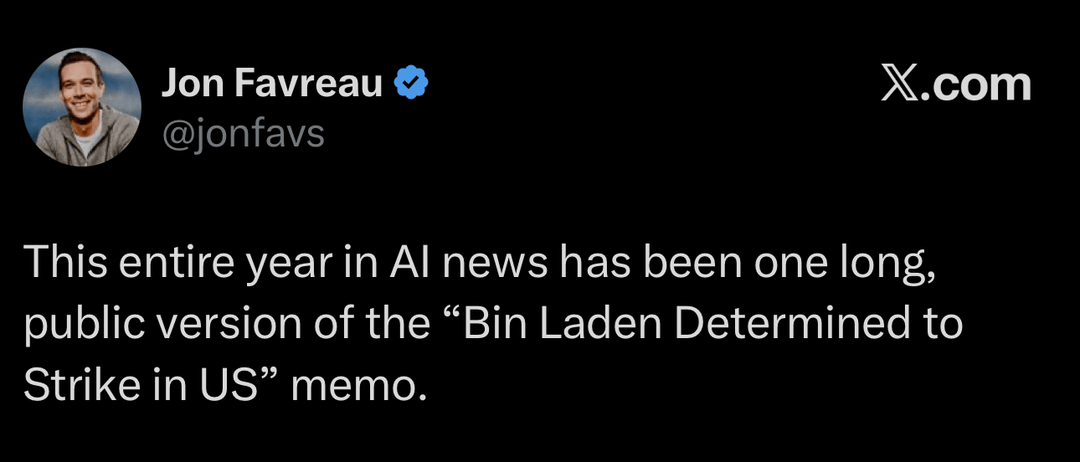 Jon Favreau
X.com
@jonfavs
This entire year in AI news has been one long,
public version of the “Bin Laden Determined to
Strike in US” memo.